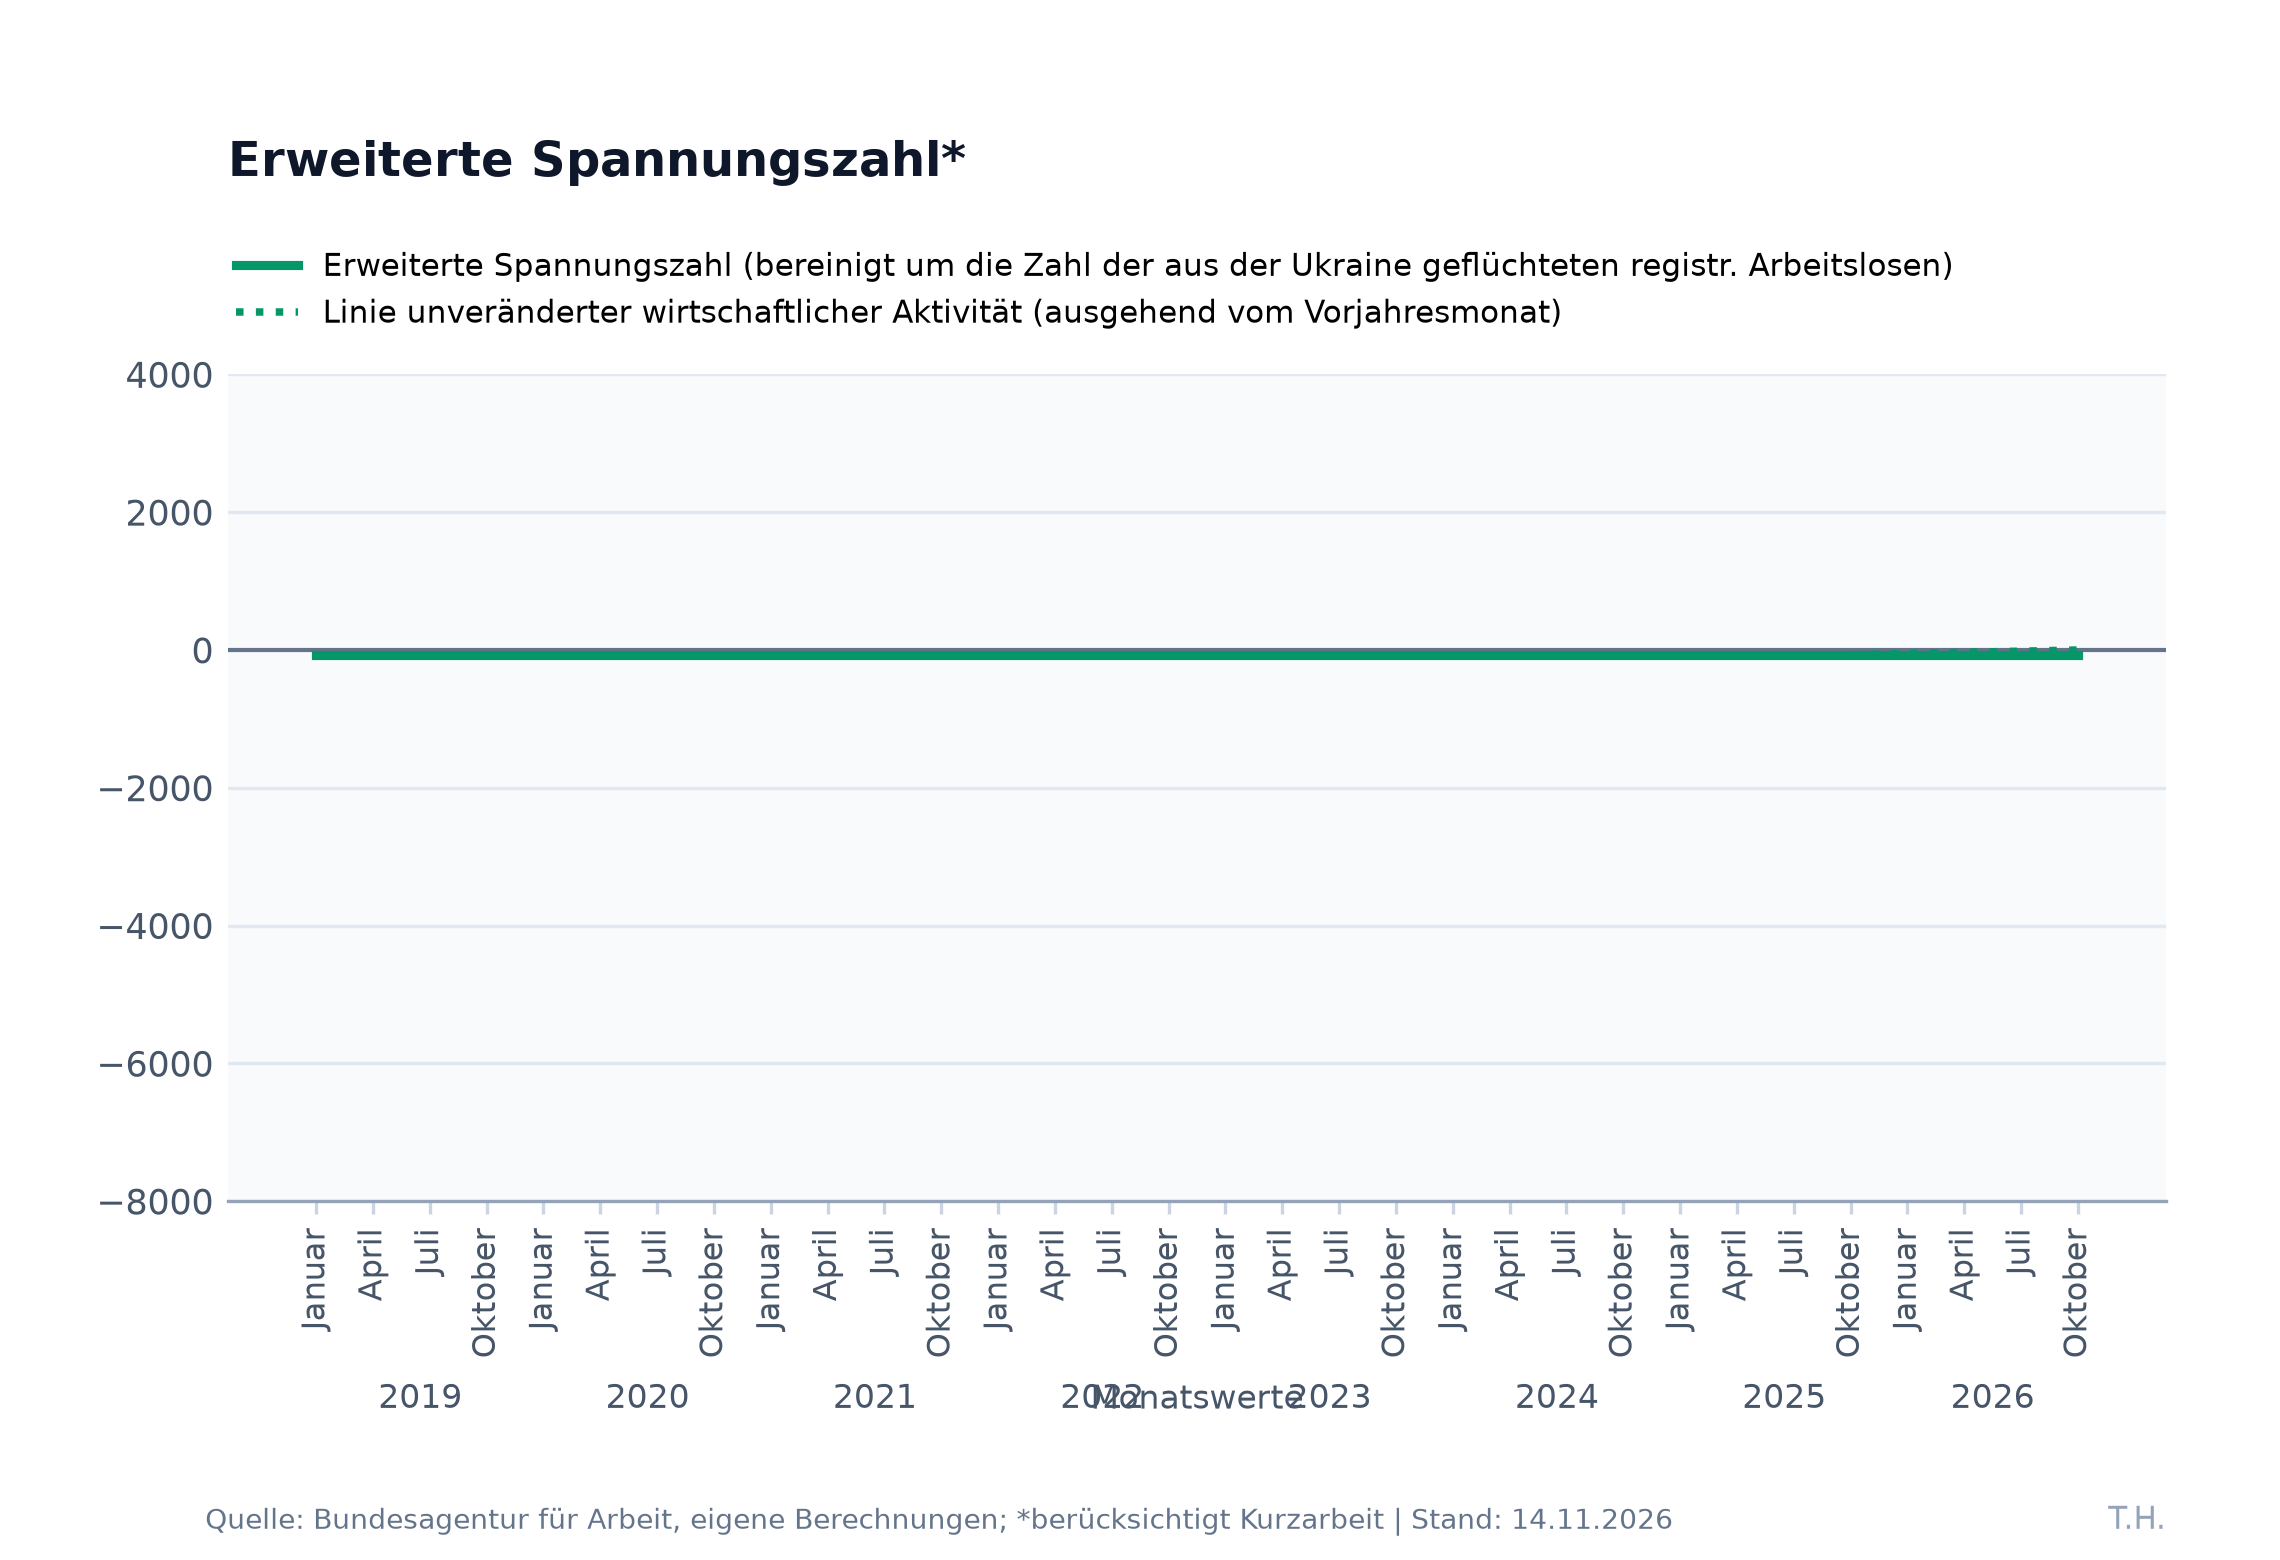 Erweiterte Spannungszahl*
Erweiterte Spannungszahl (bereinigt um die Zahl der aus der Ukraine geflüchteten registr. Arbeitslosen)
Linie unveränderter wirtschaftlicher Aktivität (ausgehend vom Vorjahresmonat)
4000
2000
0
−2000
−4000
−6000
−8000
Januar April Juli Oktober Januar April Juli Oktober Januar April Juli Oktober Januar April Juli Oktober Januar April Juli Oktober Januar April Juli Oktober Januar April Juli Oktober Januar April Juli Oktober
2019 2020 2021 2022 Monatswerte 2023 2024 2025 2026
Quelle: Bundesagentur für Arbeit, eigene Berechnungen; *berücksichtigt Kurzarbeit | Stand: 14.11.2026 T.H.